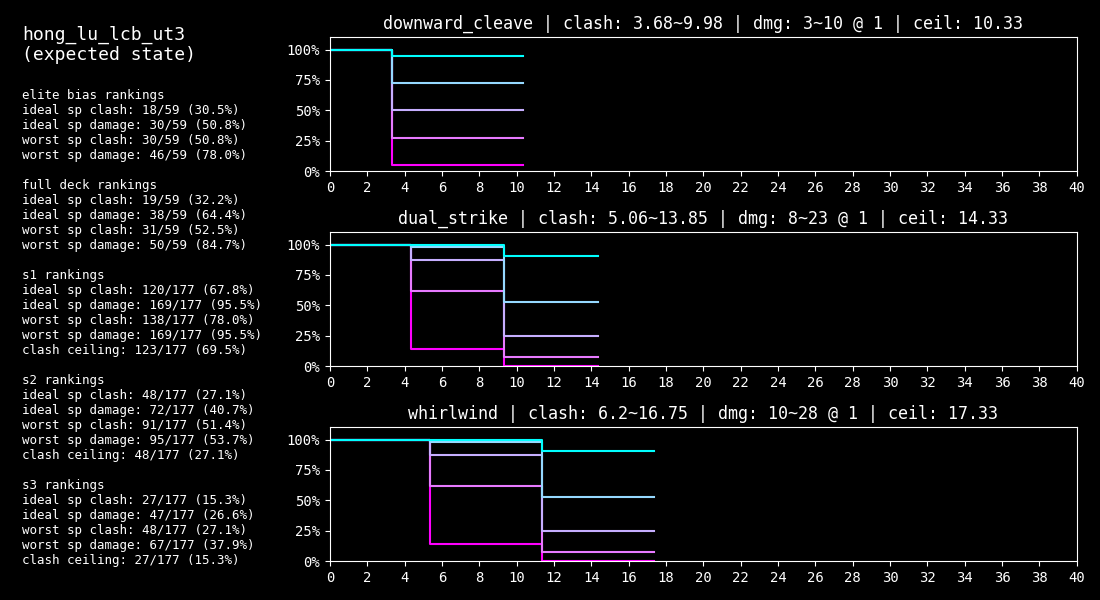 hong_lu_lcb_ut3
(expected state)
elite bias rankings
ideal sp clash: 18/59 (30.5%)
ideal sp damage: 30/59 (50.8%)
worst sp clash: 30/59 (50.8%)
worst sp damage: 46/59 (78.0%)
full deck rankings
ideal sp clash: 19/59 (32.2%)
ideal sp damage: 38/59 (64.4%)
worst sp clash: 31/59 (52.5%)
worst sp damage: 50/59 (84.7%)
s1 rankings
ideal sp clash: 120/177 (67.8%)
ideal sp damage: 169/177 (95.5%)
worst sp clash: 138/177 (78.0%)
worst sp damage: 169/177 (95.5%)
clash ceiling: 123/177 (69.5%)
s2 rankings
ideal sp clash: 48/177 (27.1%)
ideal sp damage: 72/177 (40.7%)
worst sp clash: 91/177 (51.4%)
worst sp damage: 95/177 (53.7%)
clash ceiling: 48/177 (27.1%)
s3 rankings
ideal sp clash: 27/177 (15.3%)
ideal sp damage: 47/177 (26.6%)
worst sp clash: 48/177 (27.1%)
worst sp damage: 67/177 (37.9%)
clash ceiling: 27/177 (15.3%)
downward_cleave | clash: 3.68~9.98 | dmg: 3~10 @ 1 | ceil: 10.33
100%
75%
50%
25%
0%
0 2 4 6 8 10 12 14 16 18 20 22 24 26 28 30 32 34 36 38 40
dual_strike | clash: 5.06~13.85 | dmg: 8~23 @ 1 | ceil: 14.33
100%
75%
50%
25%
0%
0 2 4 6 8 10 12 14 16 18 20 22 24 26 28 30 32 34 36 38 40
whirlwind | clash: 6.2~16.75 | dmg: 10~28 @ 1 | ceil: 17.33
100%
75%
50%
25%
0%
0 2 4 6 8 10 12 14 16 18 20 22 24 26 28 30 32 34 36 38 40